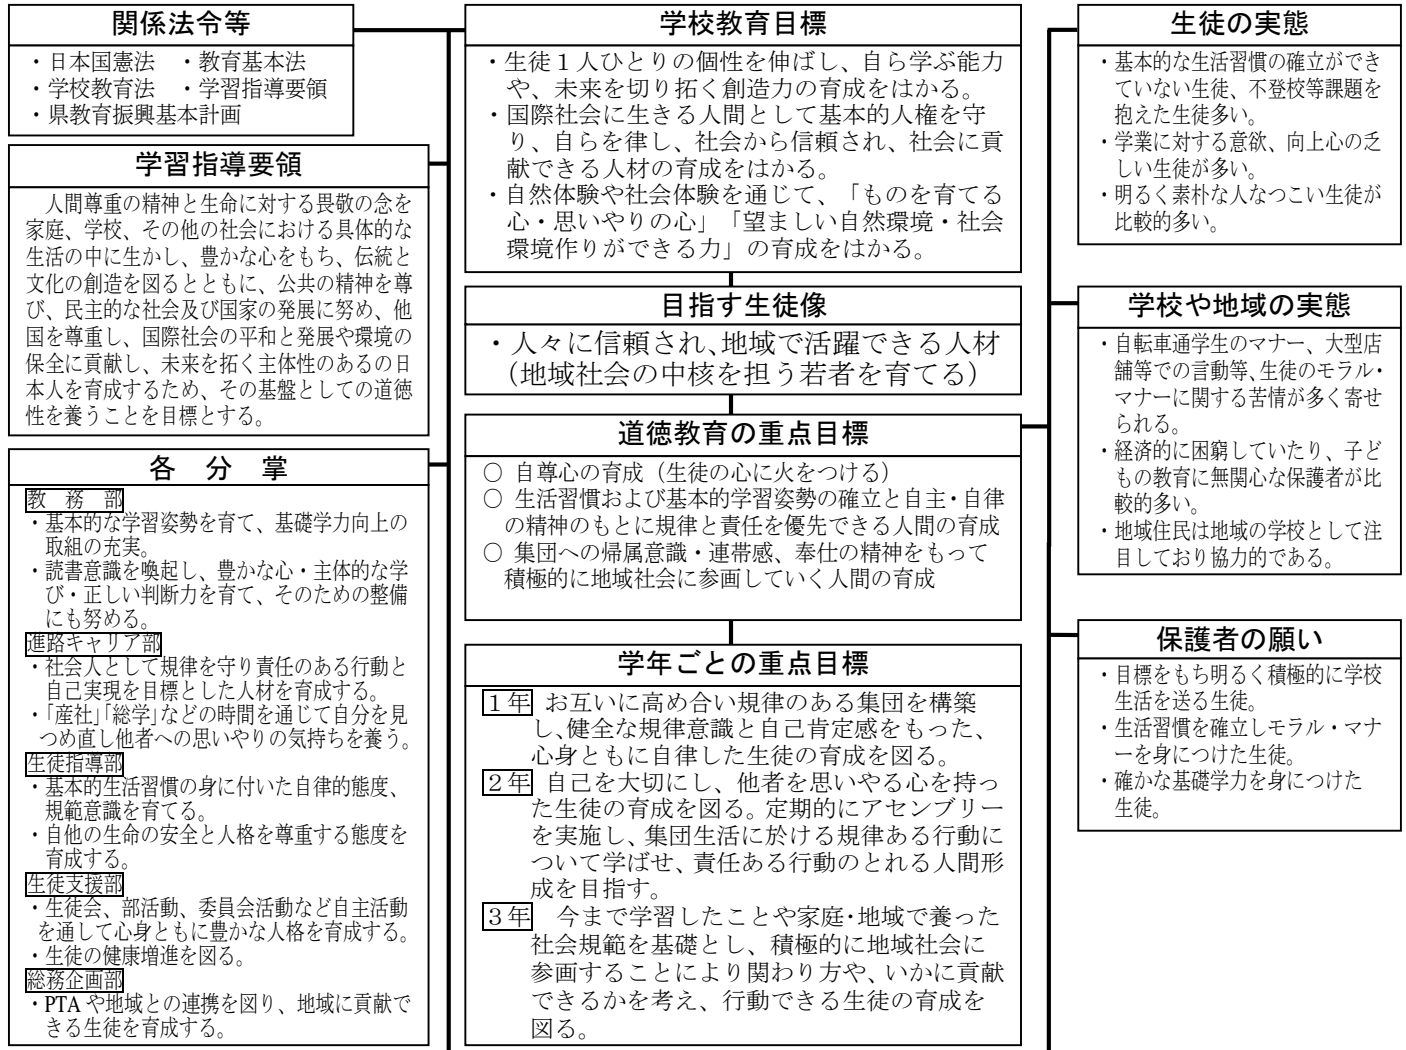 関係法令等
・日本国憲法　・教育基本法
・学校教育法　・学習指導要領
・県教育振興基本計画
学習指導要領
　人間尊重の精神と生命に対する畏敬の念を
家庭、学校、その他の社会における具体的な
生活の中に生かし、豊かな心をもち、伝統と
文化の創造を図るとともに、公共の精神を尊
び、民主的な社会及び国家の発展に努め、他
国を尊重し、国際社会の平和と発展や環境の
保全に貢献し、未来を拓く主体性のあるの日
本人を育成するため、その基盤としての道徳
性を養うことを目標とする。
各　分　掌
教　務　部
・基本的な学習姿勢を育て、基礎学力向上の
取組の充実。
・読書意識を喚起し、豊かな心・主体的な学
び・正しい判断力を育て、そのための整備
にも努める。
進路キャリア部
・社会人として規律を守り責任のある行動と
自己実現を目標とした人材を育成する。
・「産社」「総学」などの時間を通じて自分を見
つめ直し他者への思いやりの気持ちを養う。
生徒指導部
・基本的生活習慣の身に付いた自律的態度、
規範意識を育てる。
・自他の生命の安全と人格を尊重する態度を
育成する。
生徒支援部
・生徒会、部活動、委員会活動など自主活動
を通して心身ともに豊かな人格を育成する。
・生徒の健康増進を図る。
総務企画部
・PTA や地域との連携を図り、地域に貢献で
きる生徒を育成する。
学校教育目標
・生徒１人ひとりの個性を伸ばし、自ら学ぶ能力
や、未来を切り拓く創造力の育成をはかる。
・国際社会に生きる人間として基本的人権を守
り、自らを律し、社会から信頼され、社会に貢
献できる人材の育成をはかる。
・自然体験や社会体験を通じて、「ものを育てる
心・思いやりの心」「望ましい自然環境・社会
環境作りができる力」の育成をはかる。
目指す生徒像
・人々に信頼され、地域で活躍できる人材
（地域社会の中核を担う若者を育てる）
道徳教育の重点目標
○ 自尊心の育成（生徒の心に火をつける）
○ 生活習慣および基本的学習姿勢の確立と自主・自律
の精神のもとに規律と責任を優先できる人間の育成
○ 集団への帰属意識・連帯感、奉仕の精神をもって
積極的に地域社会に参画していく人間の育成
学年ごとの重点目標
１年 お互いに高め合い規律のある集団を構築
し、健全な規律意識と自己肯定感をもった、
心身ともに自律した生徒の育成を図る。
２年 自己を大切にし、他者を思いやる心を持っ
た生徒の育成を図る。定期的にアセンブリー
を実施し、集団生活に於ける規律ある行動に
ついて学ばせ、責任ある行動のとれる人間形
成を目指す。
３年　今まで学習したことや家庭・地域で養った
社会規範を基礎とし、積極的に地域社会に
参画することにより関わり方や、いかに貢献
できるかを考え、行動できる生徒の育成を
図る。
生徒の実態
・基本的な生活習慣の確立ができ
ていない生徒、不登校等課題を
抱えた生徒多い。
・学業に対する意欲、向上心の乏
しい生徒が多い。
・明るく素朴な人なつこい生徒が
比較的多い。
学校や地域の実態
・自転車通学生のマナー、大型店
舗等での言動等、生徒のモラル・
マナーに関する苦情が多く寄せ
られる。
・経済的に困窮していたり、子ど
もの教育に無関心な保護者が比
較的多い。
・地域住民は地域の学校として注
目しており協力的である。
保護者の願い
・目標をもち明るく積極的に学校
生活を送る生徒。
・生活習慣を確立しモラル・マナ
ーを身につけた生徒。
・確かな基礎学力を身につけた
生徒。